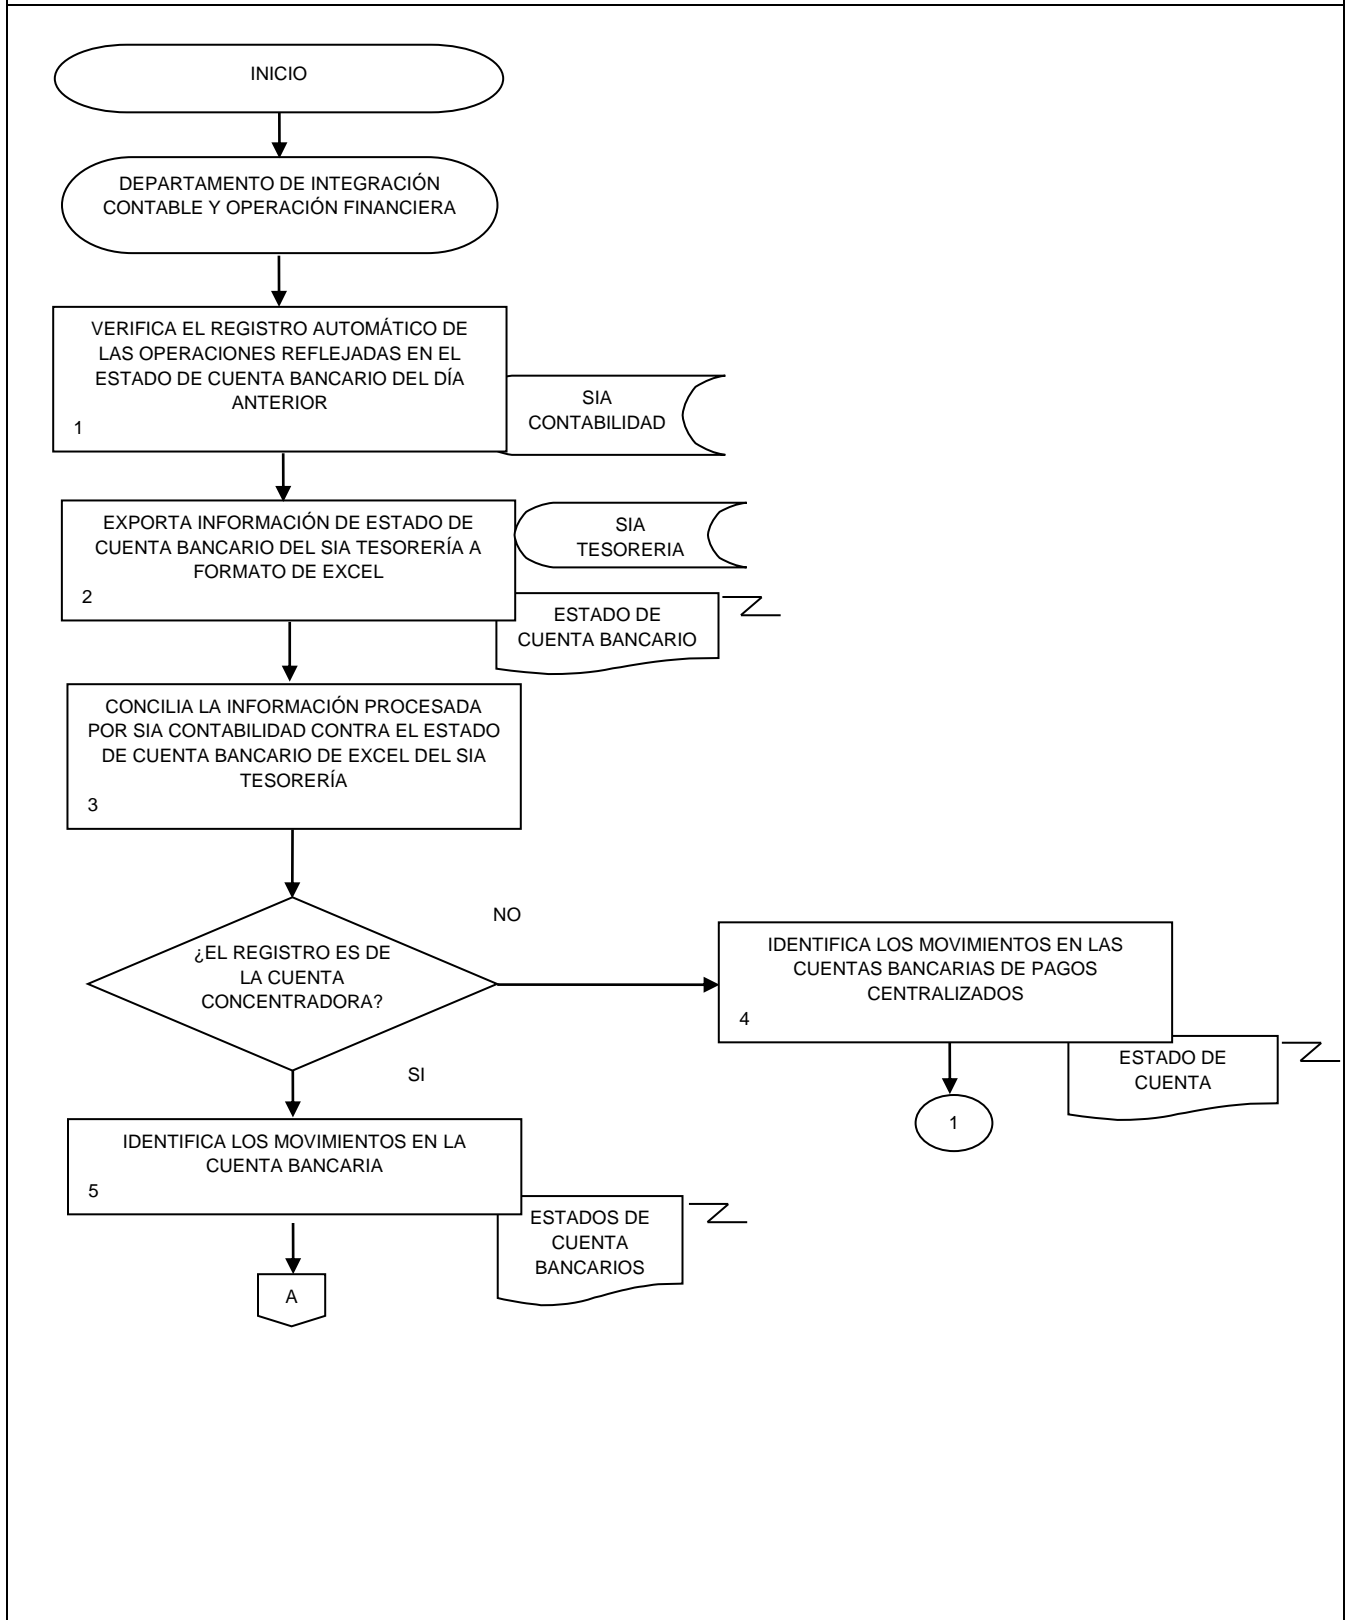 INICIO
DEPARTAMENTO DE INTEGRACIÓN
CONTABLE Y OPERACIÓN FINANCIERA
VERIFICA EL REGISTRO AUTOMÁTICO DE
LAS OPERACIONES REFLEJADAS EN EL
ESTADO DE CUENTA BANCARIO DEL DÍA
ANTERIOR
1
SIA
CONTABILIDAD
EXPORTA INFORMACIÓN DE ESTADO DE
CUENTA BANCARIO DEL SIA TESORERÍA A
FORMATO DE EXCEL
2
SIA
TESORERIA
ESTADO DE
CUENTA BANCARIO
CONCILIA LA INFORMACIÓN PROCESADA
POR SIA CONTABILIDAD CONTRA EL ESTADO
DE CUENTA BANCARIO DE EXCEL DEL SIA
TESORERÍA
3
¿EL REGISTRO ES DE
LA CUENTA
CONCENTRADORA?
NO
IDENTIFICA LOS MOVIMIENTOS EN LAS
CUENTAS BANCARIAS DE PAGOS
CENTRALIZADOS
4
ESTADO DE
CUENTA
1
SI
IDENTIFICA LOS MOVIMIENTOS EN LA
CUENTA BANCARIA
5
ESTADOS DE
CUENTA
BANCARIOS
A